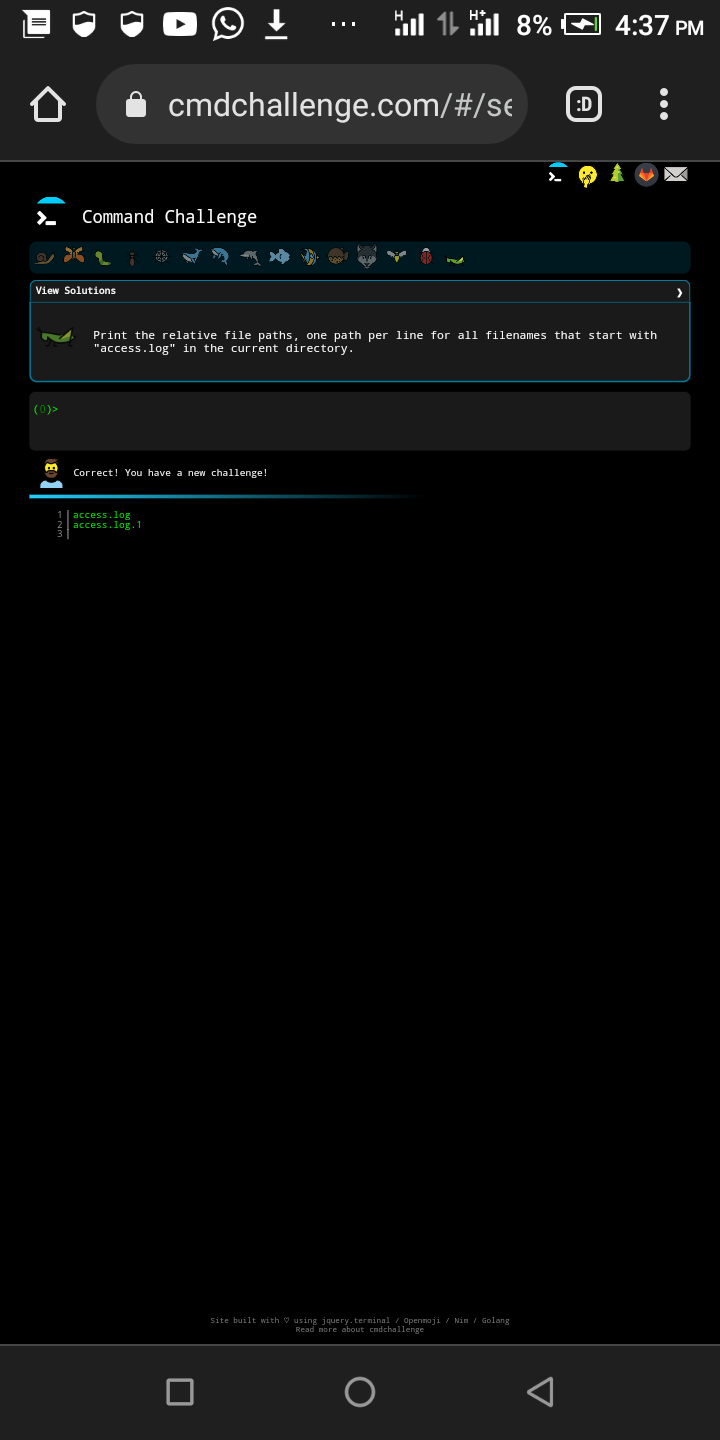 H H+ 8% 4:37 PM
cmdchallenge.com/#/se
:D
Command Challenge
View Solutions
Print the relative file paths, one path per line for all filenames that start with
"access.log" in the current directory.
(0)>
Correct! You have a new challenge!
1 access.log
2 access.log.1
3
Site built with ♡ using jquery.terminal / Openmoji / Nim / Golang
Read more about cmdchallenge